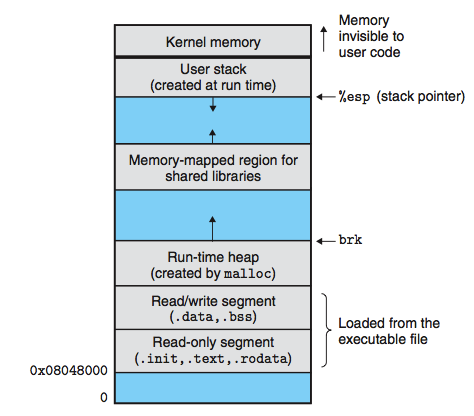 Memory
invisible to
user code
Kernel memory
User stack
(created at run time)
%esp (stack pointer)
Memory-mapped region for
shared libraries
brk
Run-time heap
(created by malloc)
Read/write segment
(.data,.bss)
Loaded from the
executable file
Read-only segment
(.init,.text,.rodata)
0x08048000
0